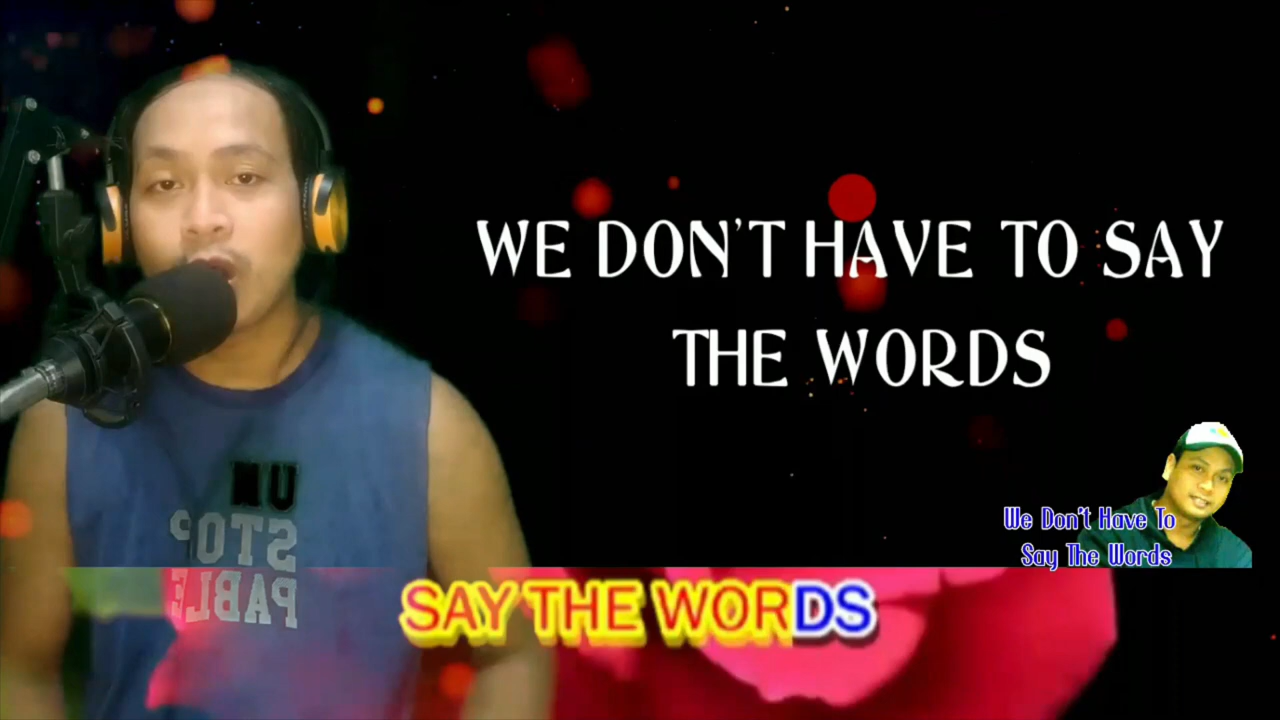 WE DON'T HAVE TO SAY
THE WORDS
We Don't Have To
Say The Words
UN
STOP
PABLE
SAY THE WORDS